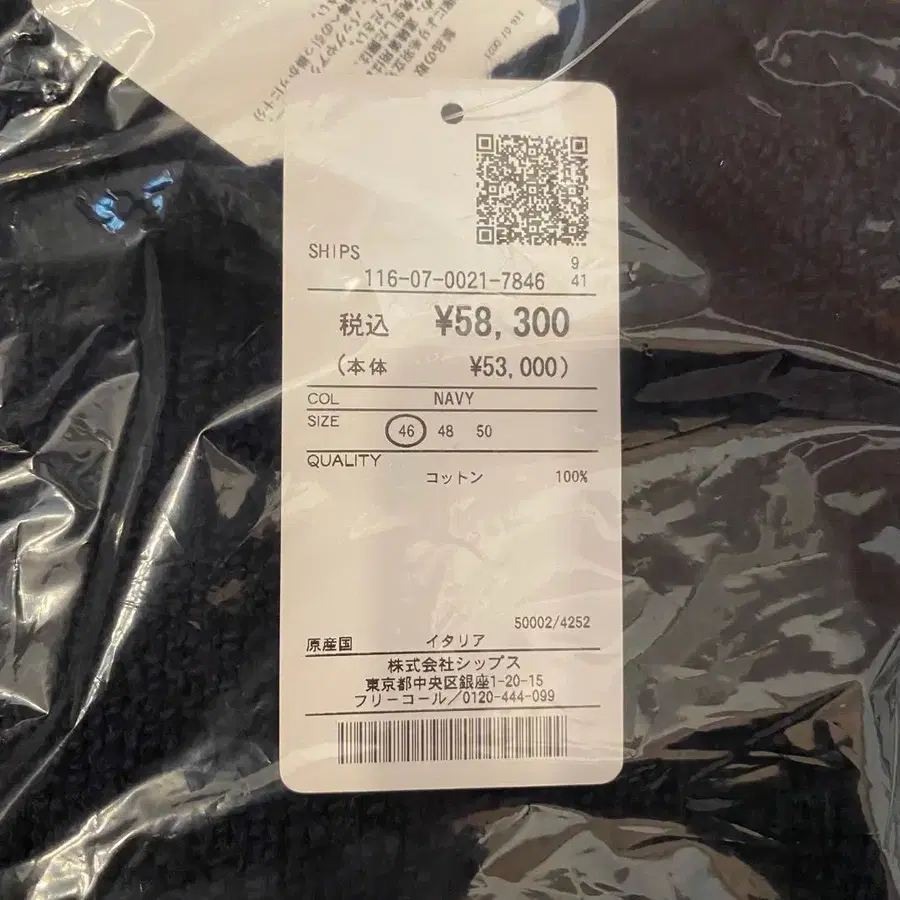 116-07-0021
SHIPS
9
116-07-0021-7846 41
税込 ¥58,300
(本体 ¥53,000)
COL NAVY
SIZE 46 48 50
QUALITY
コットン 100%
50002/4252
原産国 イタリア
株式会社シップス
東京都中央区銀座1-20-15
フリーコール/0120-444-099